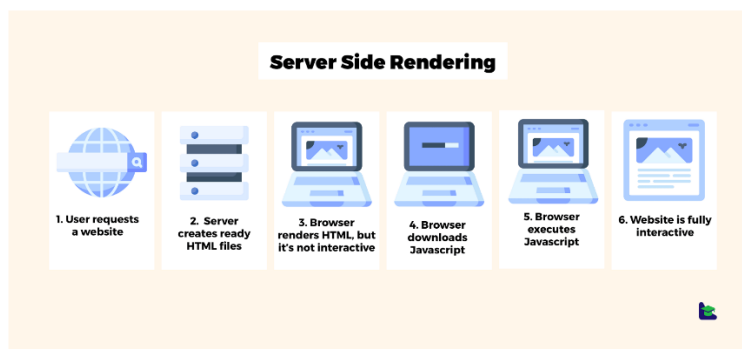 Server Side Rendering
1. User requests
a website
2. Server
creates ready
HTML files
3. Browser
renders HTML, but
it's not interactive
4. Browser
downloads
Javascript
5. Browser
executes
Javascript
6. Website is fully
interactive